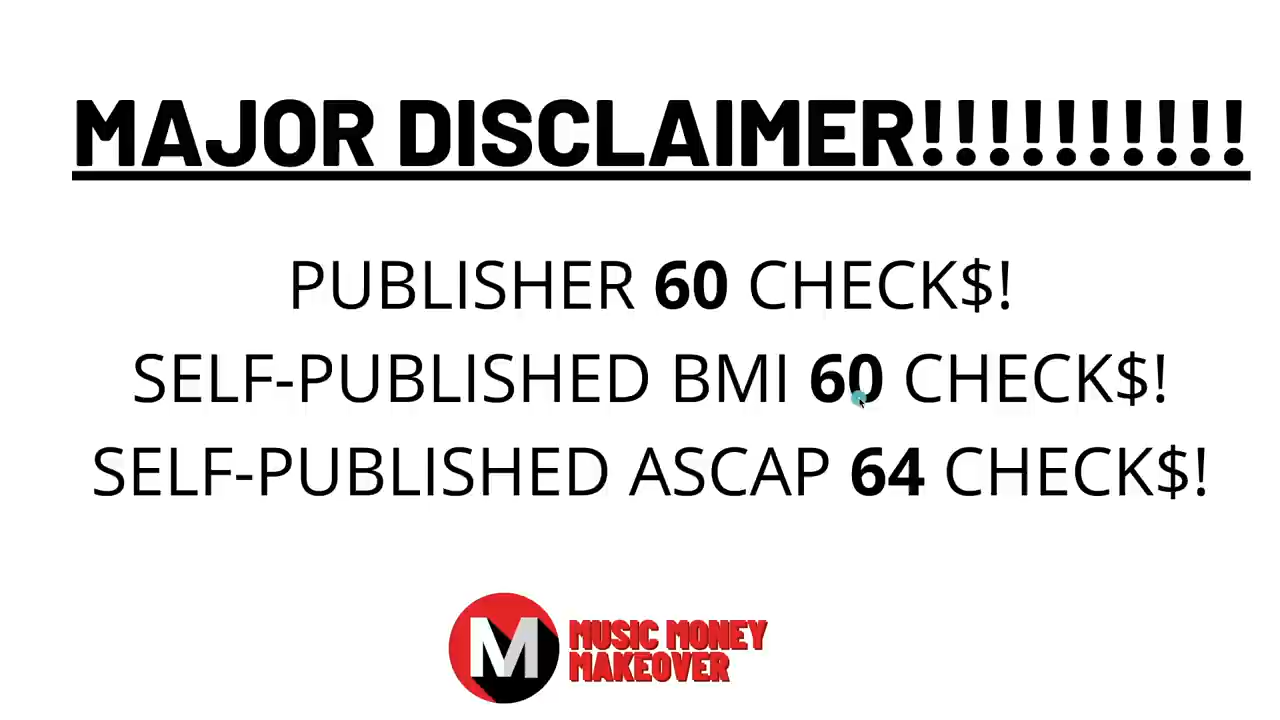 MAJOR DISCLAIMER!!!!!!!!!!
PUBLISHER 60 CHECK$!
SELF-PUBLISHED BMI 60 CHECK$!
SELF-PUBLISHED ASCAP 64 CHECK$!
M MUSIC MONEY
MAKEOVER